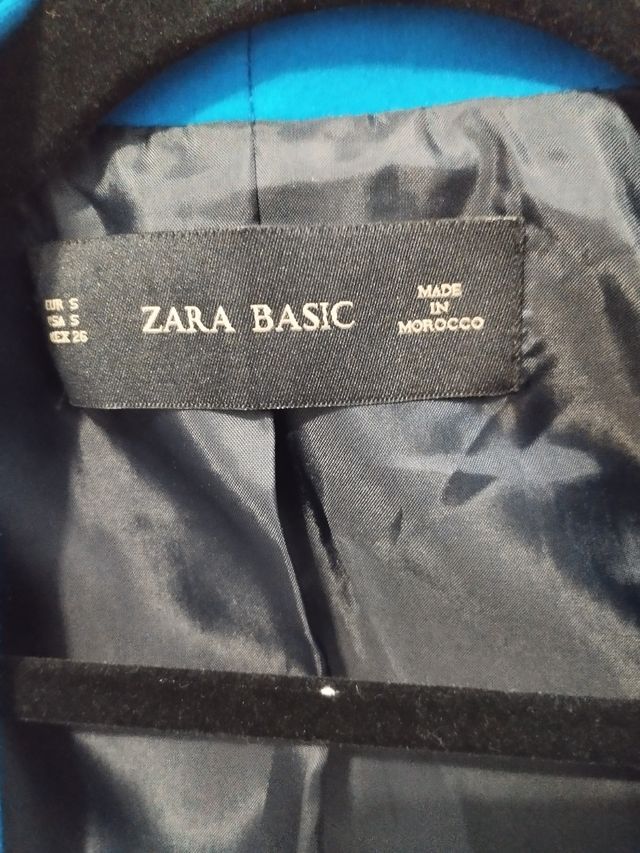 EUR S
USA S
MEX 26
ZARA BASIC
MADE
IN
MOROCCO